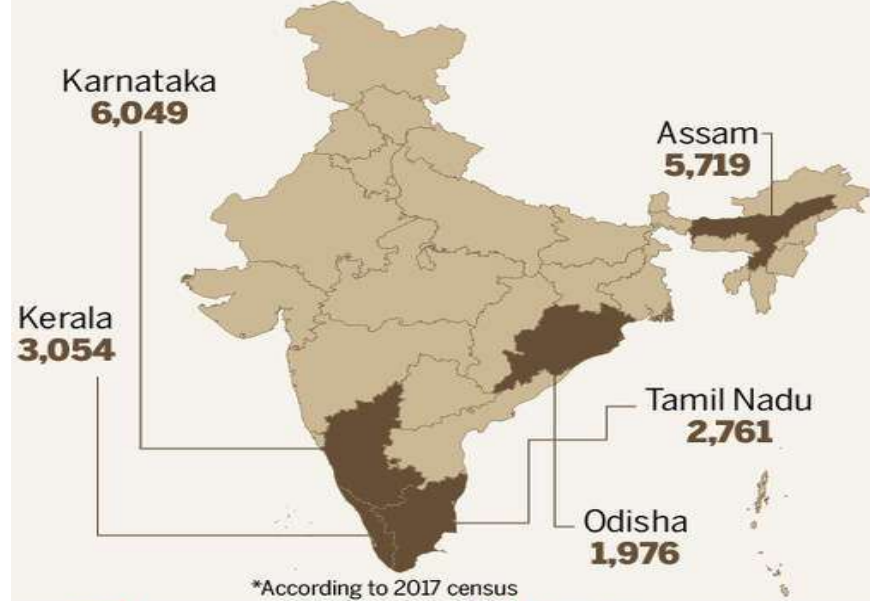 Karnataka
6,049
Assam
5,719
Kerala
3,054
Tamil Nadu
2,761
Odisha
1,976
*According to 2017 census